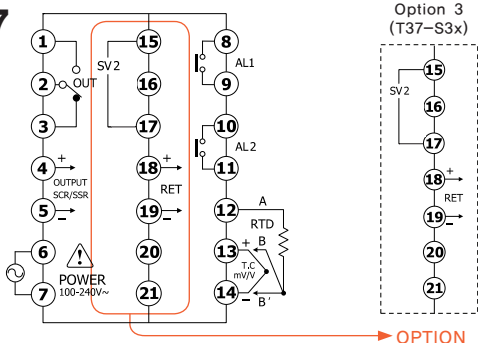 7
Option 3
(T37-S3x)
1
2
3
4
5
6
7
OUT
+
OUTPUT
SCR/SSR
−
POWER
100-240V~
SV2
15
16
17
18
19
20
21
+
RET
−
8
9
10
11
12
13
14
AL1
AL2
A
RTD
+
B
T.C
mV/V
−
B'
SV2
15
16
17
18
19
20
21
+
RET
−
OPTION